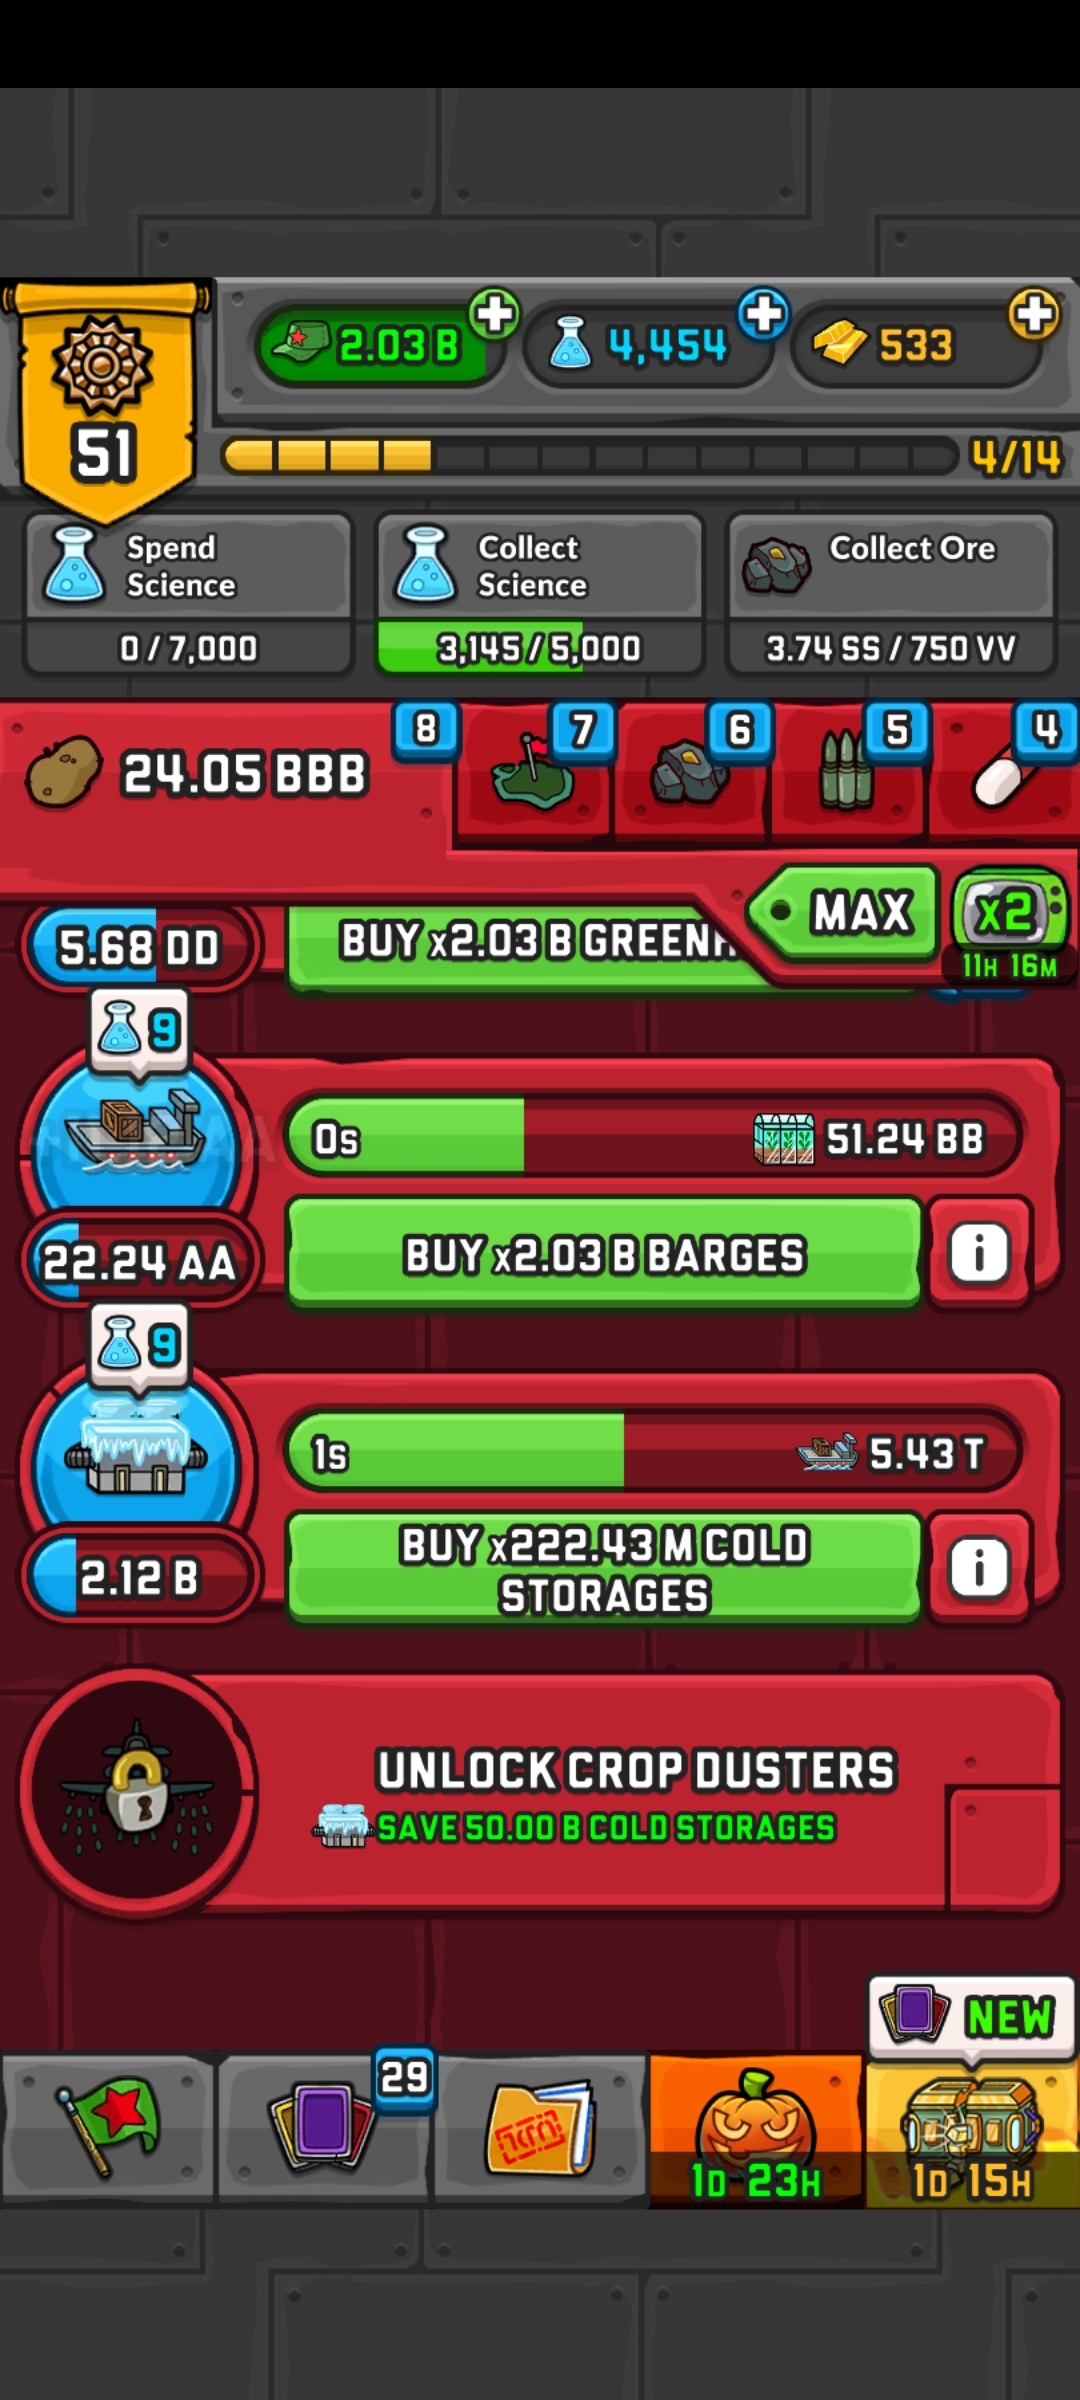 2.03 B
4,454
533
51
4/14
Spend
Science
0 / 7,000
Collect
Science
3,145 / 5,000
Collect Ore
3.74 SS / 750 VV
24.05 BBB
8
7
6
5
4
MAX
x2
11H 16M
5.68 DD
BUY x2.03 B
9
0s
51.24 BB
22.24 AA
BUY x2.03 B BARGES
i
9
1s
5.43 T
2.12 B
BUY x222.43 M COLD
STORAGES
i
UNLOCK CROP DUSTERS
SAVE 50.00 B COLD STORAGES
NEW
29
1D 23H
1D 15H